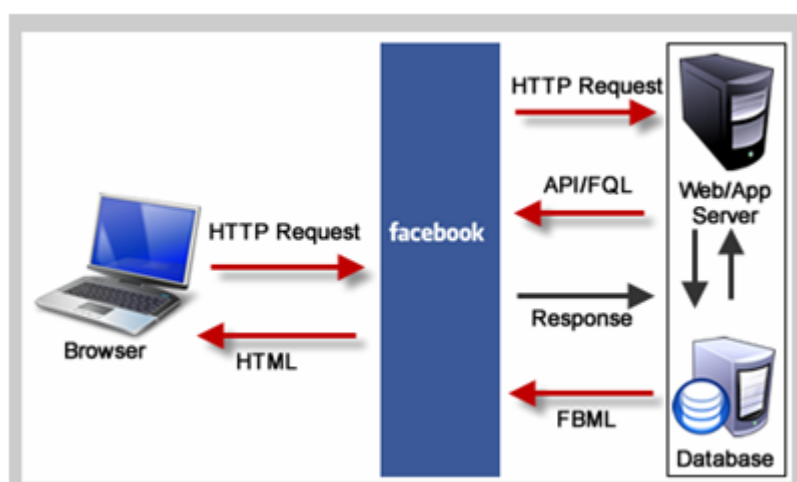 HTTP Request
API/FQL
Web/App
Server
HTTP Request
facebook
Response
Browser
HTML
FBML
Database